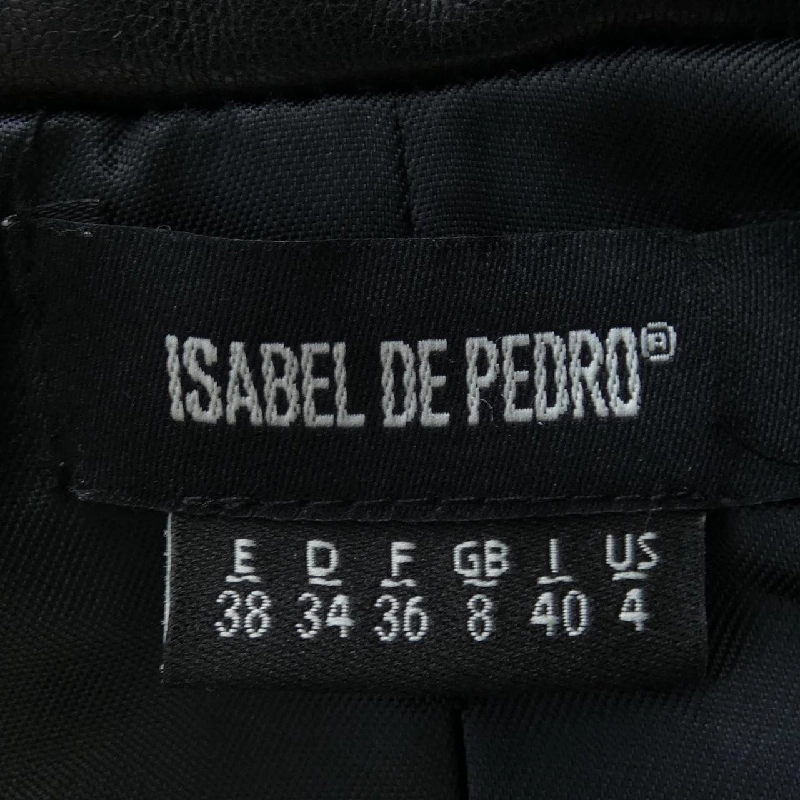 ISABEL DE PEDRO®
E D F GB I US
38 34 36 8 40 4